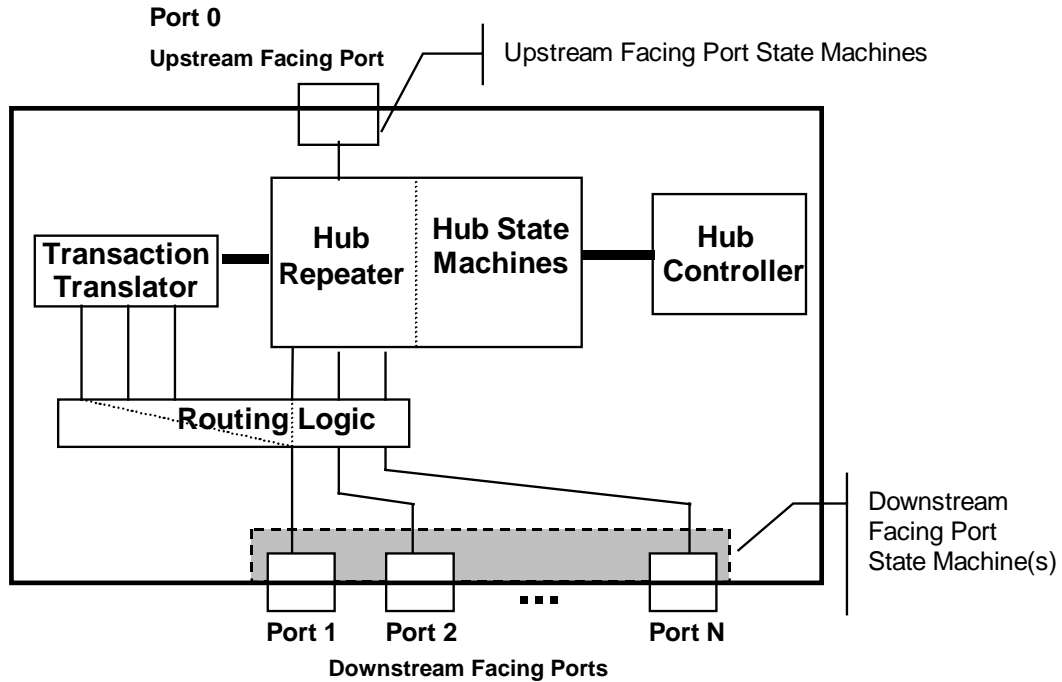 Port 0
Upstream Facing Port
Upstream Facing Port State Machines
Hub
Repeater
Hub State
Machines
Hub
Controller
Transaction
Translator
Routing Logic
Downstream
Facing Port
State Machine(s)
...
Port 1
Port 2
Port N
Downstream Facing Ports